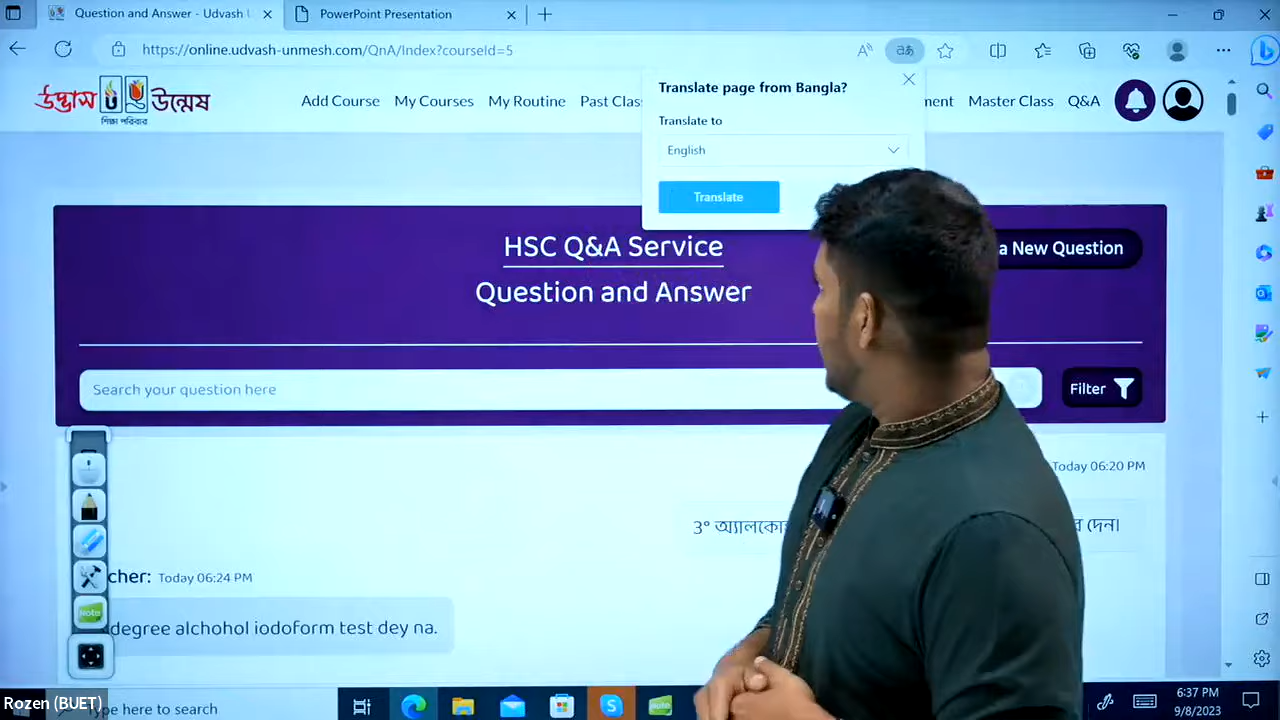 Question and Answer - Udvash U
PowerPoint Presentation
https://online.udvash-unmesh.com/QnA/Index?courseId=5
উদ্ভাস
উন্মেষ
শিক্ষা পরিবার
Add Course My Courses My Routine Past Clas
ment Master Class Q&A
Translate page from Bangla?
Translate to
English
Translate
HSC Q&A Service
a New Question
Question and Answer
Search your question here
Filter
Today 06:20 PM
3° অ্যালকো
দেন।
cher: Today 06:24 PM
degree alchohol iodoform test dey na.
Note
Rozen (BUET)
Type here to search
Note
6:37 PM
9/8/2023